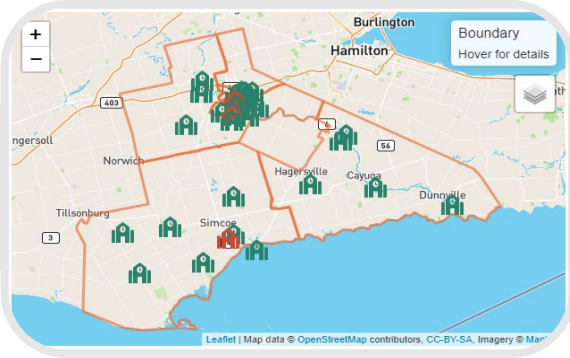 +
−
Boundary
Hover for details
Burlington
Hamilton
403
6
56
ngersoll
Norwich
Hagersville
Cayuga
Dunnville
Tillsonburg
Simcoe
3
Leaflet | Map data © OpenStreetMap contributors, CC-BY-SA, Imagery © Map